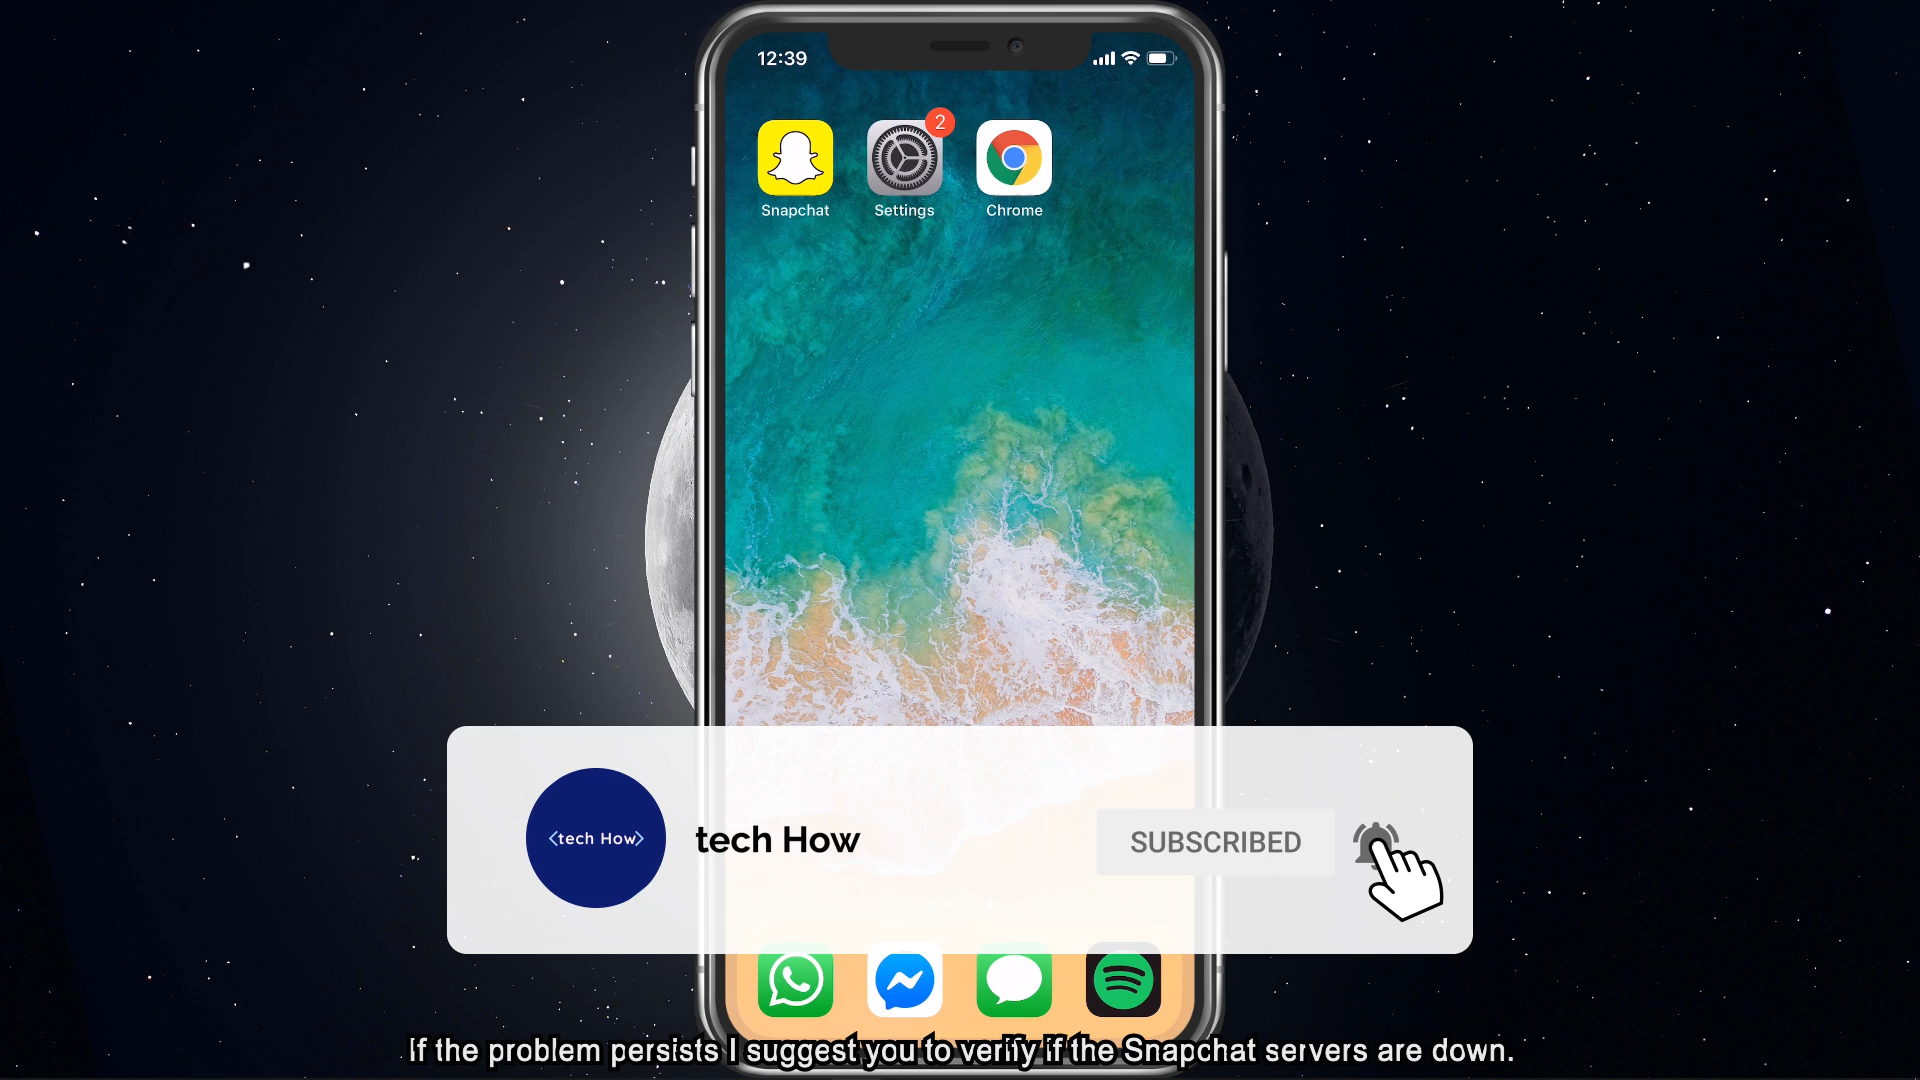 12:39
2
Snapchat
Settings
Chrome
<tech How>
tech How
SUBSCRIBED
If the problem persists I suggest you to verify if the Snapchat servers are down.